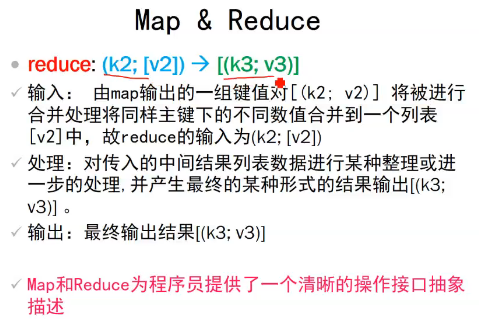 Map & Reduce
reduce: (k2; [v2]) → [(k3; v3)]
输入: 由map输出的一组键值对[(k2; v2)] 将被进行
合并处理将同样主键下的不同数值合并到一个列表
[v2]中，故reduce的输入为(k2; [v2])
处理: 对传入的中间结果列表数据进行某种整理或进
一步的处理,并产生最终的某种形式的结果输出[(k3;
v3)] 。
输出: 最终输出结果[(k3; v3)]
Map和Reduce为程序员提供了一个清晰的操作接口抽象
描述